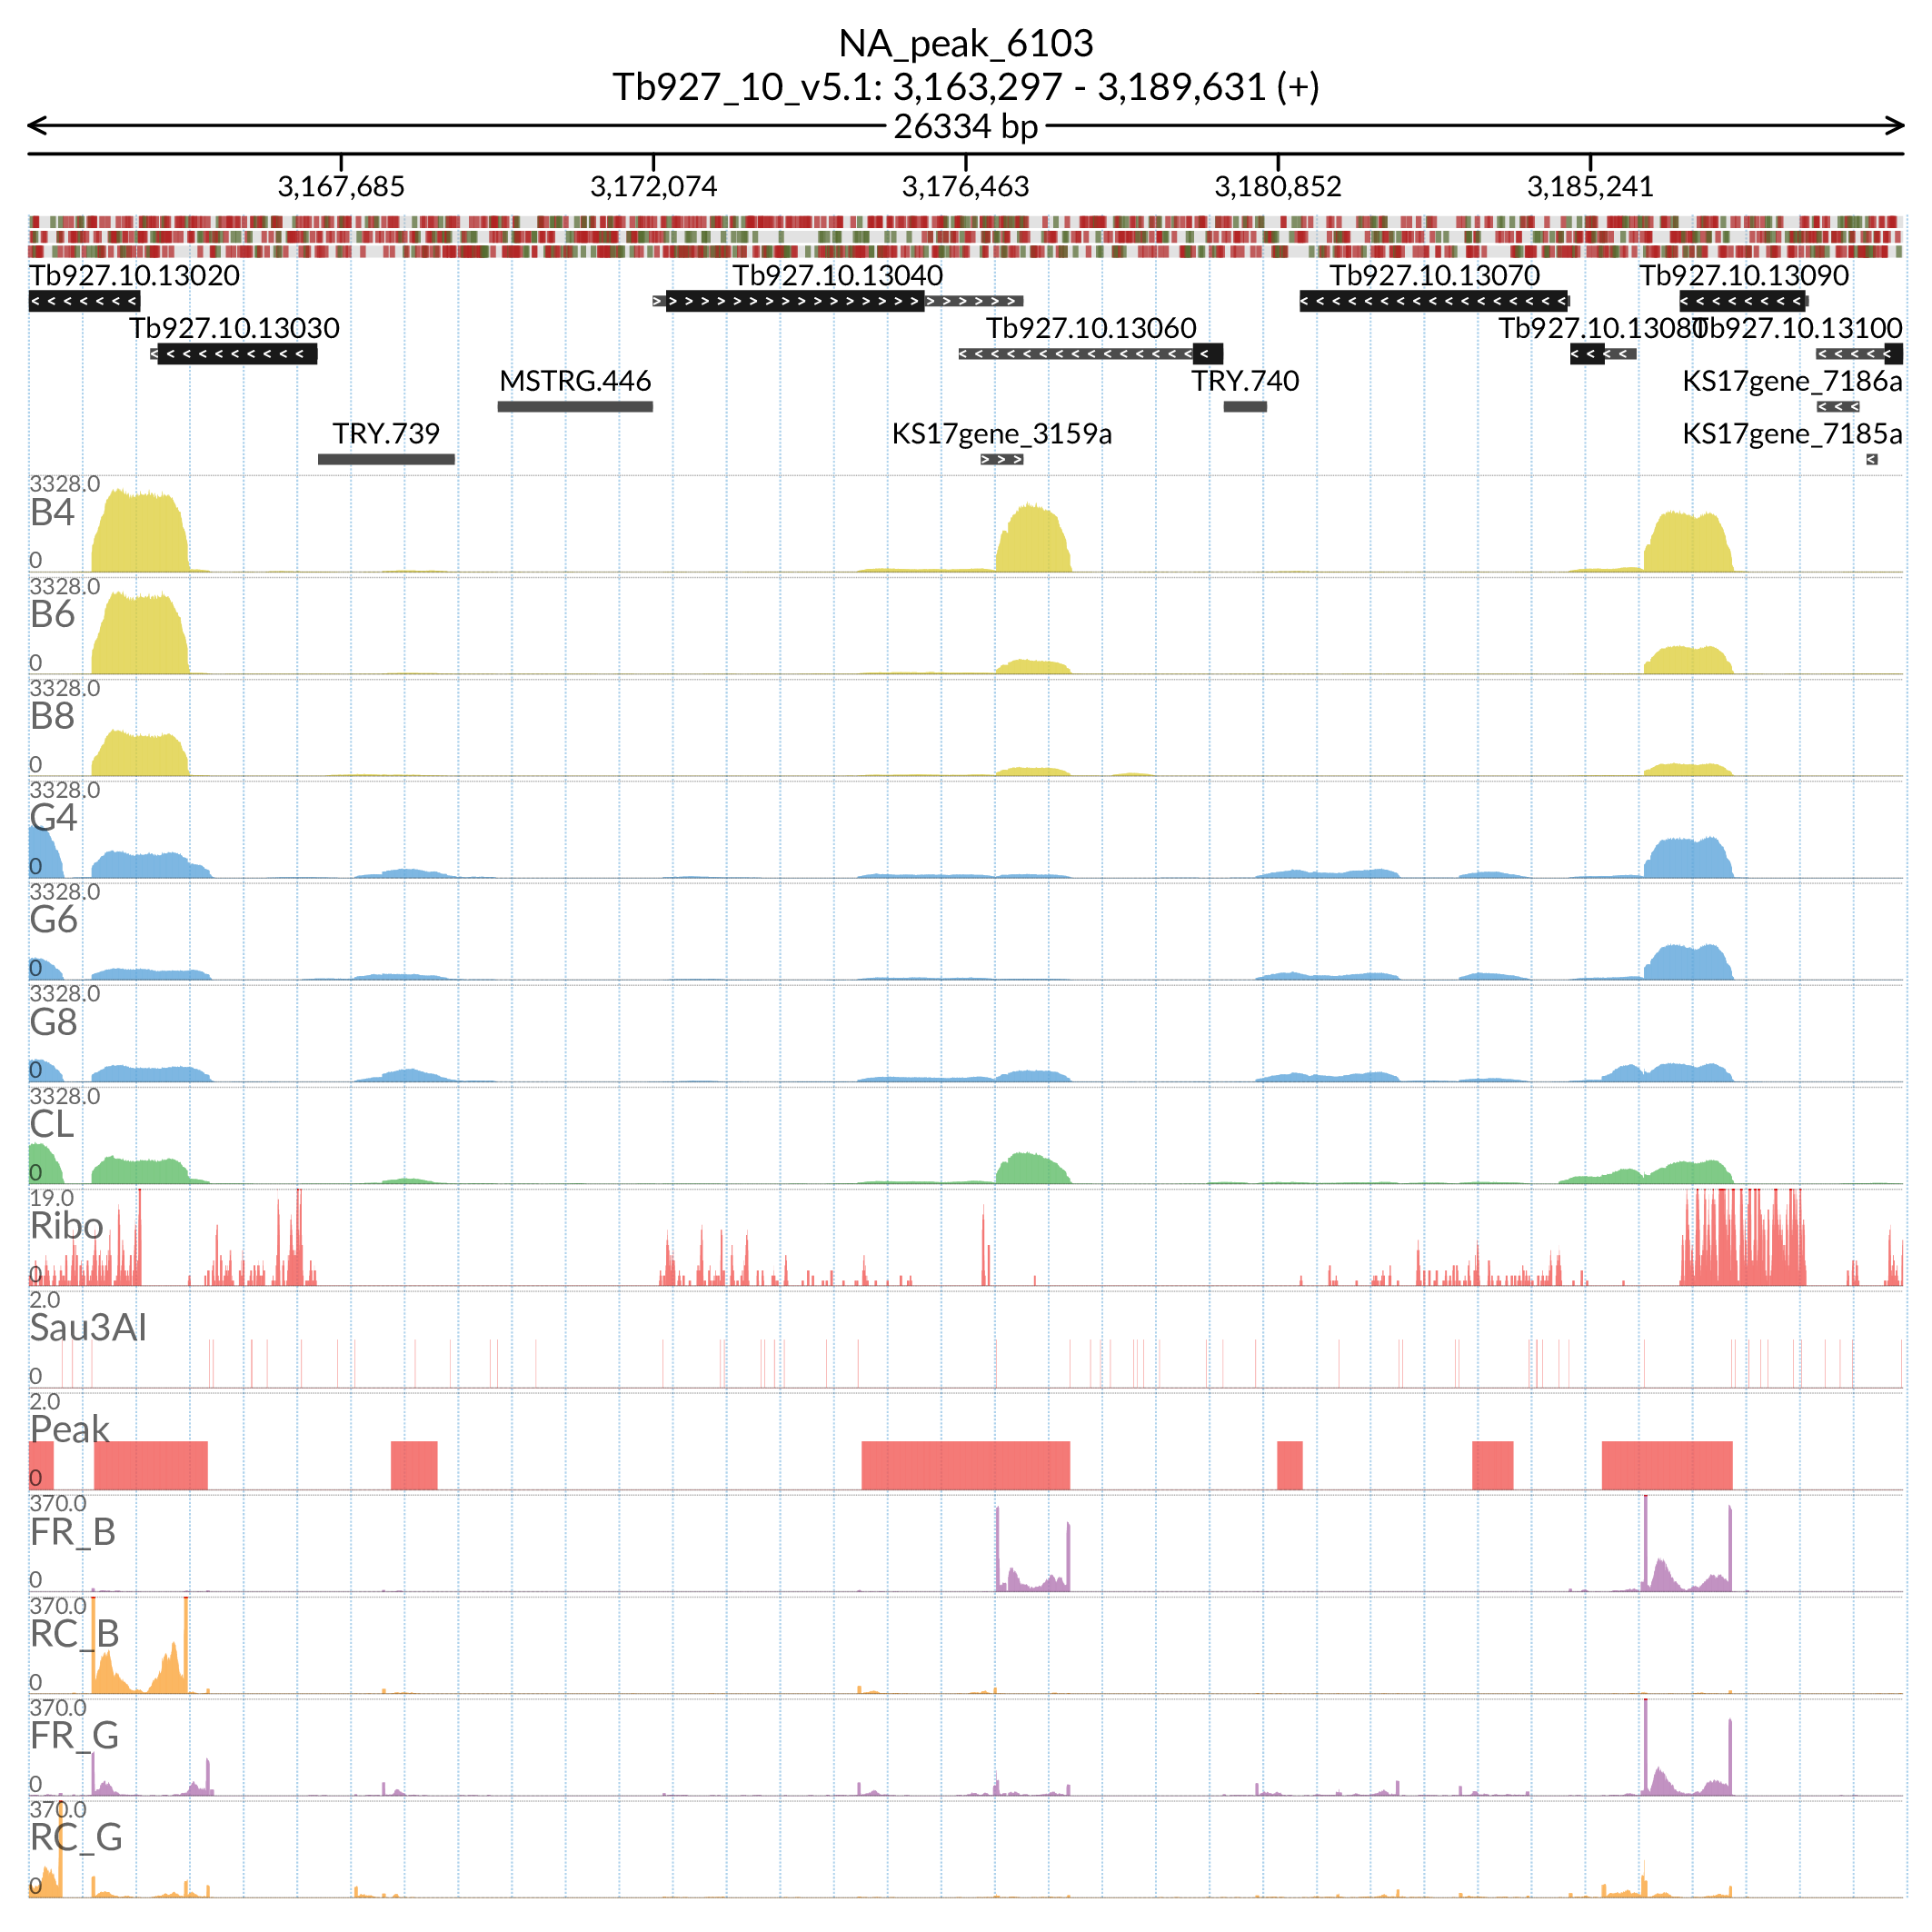 NA_peak_6103
Tb927_10_v5.1: 3,163,297 - 3,189,631 (+)
26334 bp
3,167,685 3,172,074 3,176,463 3,180,852 3,185,241
Tb927.10.13020 Tb927.10.13040 Tb927.10.13070 Tb927.10.13090
Tb927.10.13030 Tb927.10.13060 Tb927.10.13080 Tb927.10.13100
MSTRG.446 TRY.740 KS17gene_7186a
TRY.739 KS17gene_3159a KS17gene_7185a
3328.0
B4
0
3328.0
B6
0
3328.0
B8
0
3328.0
G4
0
3328.0
G6
0
3328.0
G8
0
3328.0
CL
0
19.0
Ribo
0
2.0
Sau3AI
0
2.0
Peak
0
370.0
FR_B
0
370.0
RC_B
0
370.0
FR_G
0
370.0
RC_G
0